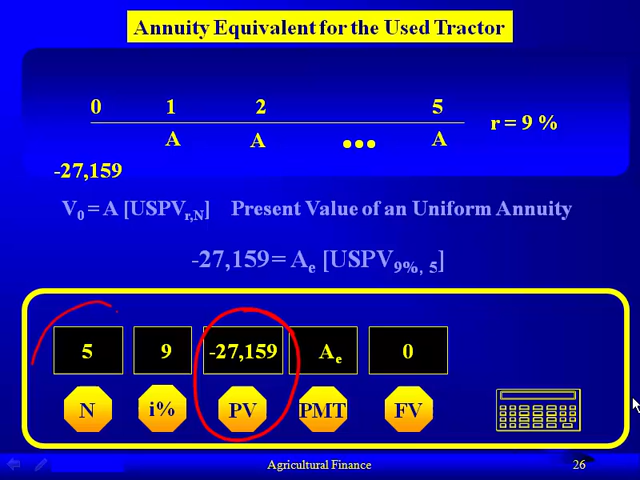 Annuity Equivalent for the Used Tractor
0 1 2 5 r = 9 %
A A ••• A
-27,159
V0 = A [USPVr,N] Present Value of an Uniform Annuity
-27,159 = Ae [USPV9%, 5]
5 9 -27,159 Ae 0
N i% PV PMT FV
Agricultural Finance 26